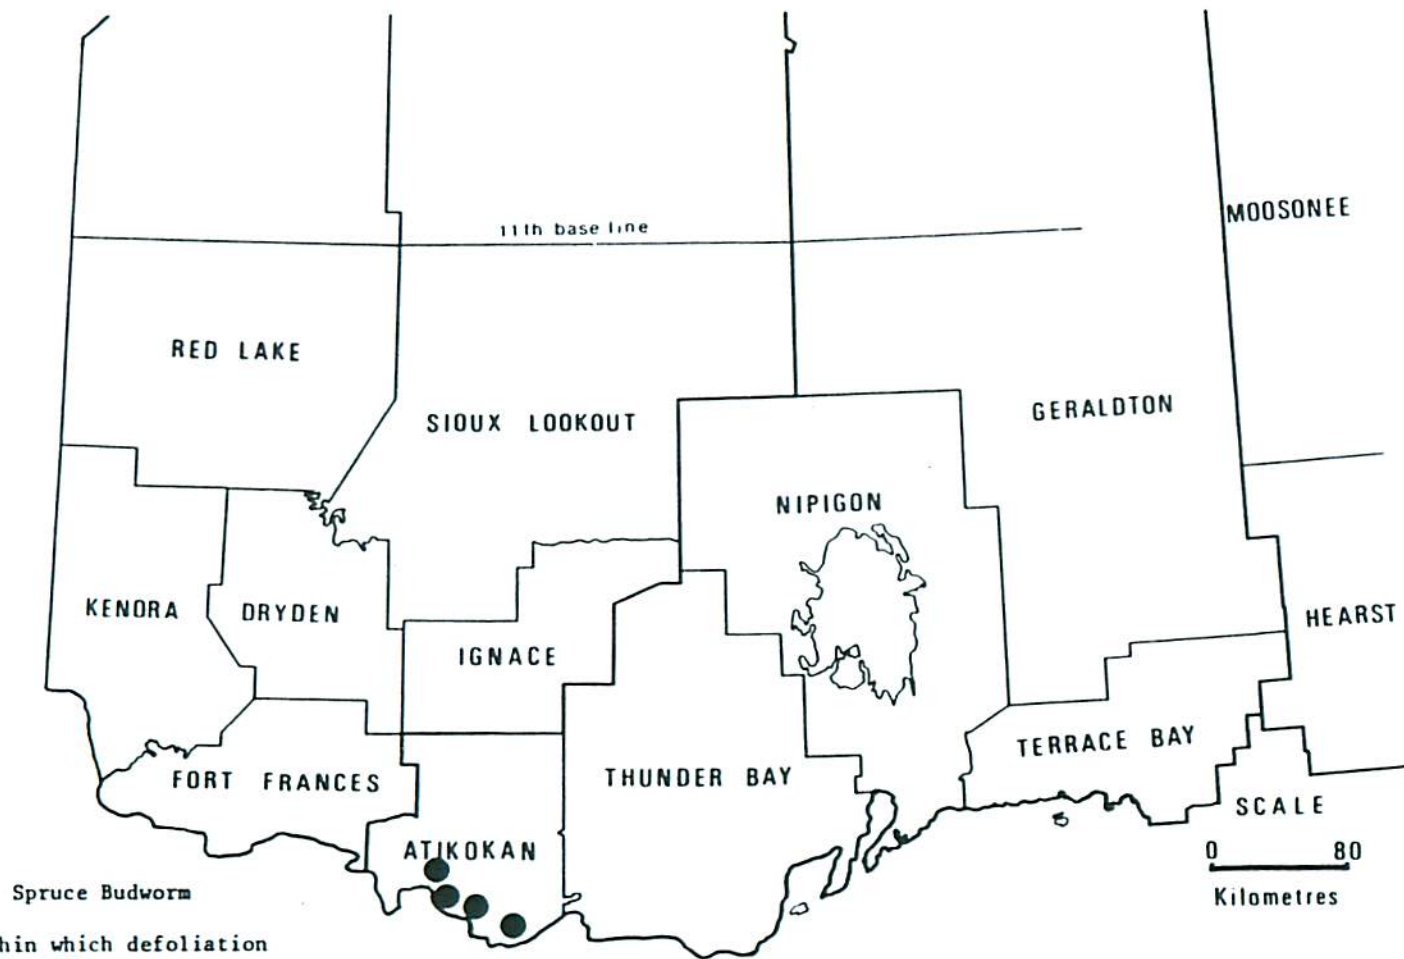 11th base line
MOOSONEE
RED LAKE
SIOUX LOOKOUT
GERALDTON
NIPIGON
KENORA
DRYDEN
IGNACE
HEARST
TERRACE BAY
FORT FRANCES
THUNDER BAY
SCALE
ATIKOKAN
0 80
Kilometres
Spruce Budworm
which defoliation